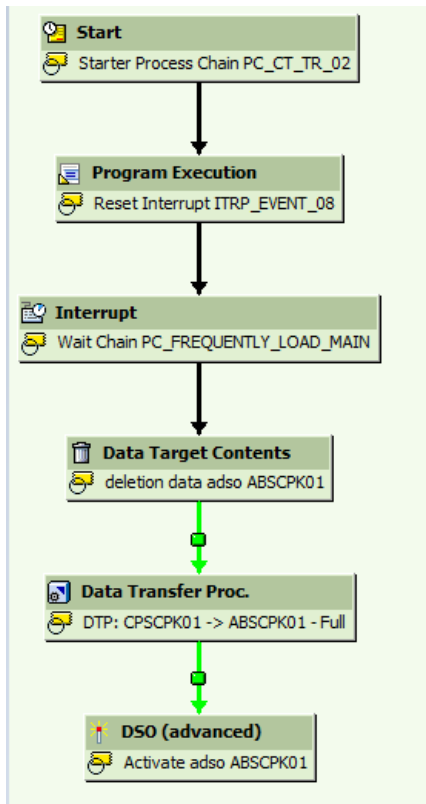 Start
Starter Process Chain PC_CT_TR_02
Program Execution
Reset Interrupt ITRP_EVENT_08
Interrupt
Wait Chain PC_FREQUENTLY_LOAD_MAIN
Data Target Contents
deletion data adso ABSCPK01
Data Transfer Proc.
DTP: CPSCPK01 -> ABSCPK01 - Full
DSO (advanced)
Activate adso ABSCPK01